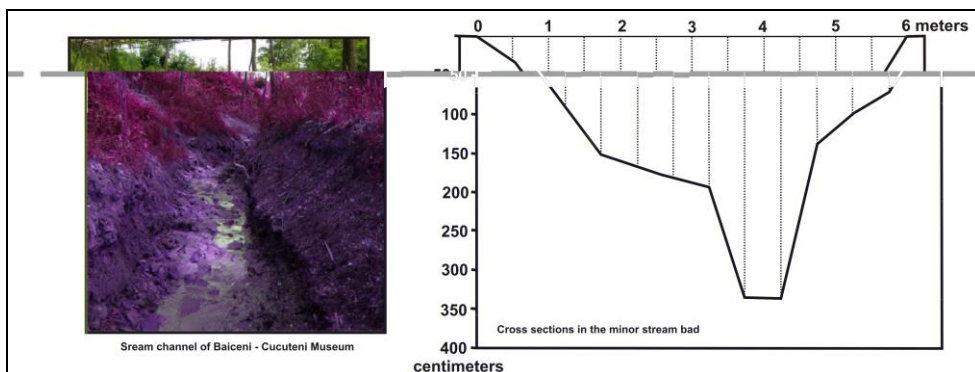 0 1 2 3 4 5 6 meters
50
100
150
200
250
300
350
400
centimeters
Cross sections in the minor stream bad
Sream channel of Baiceni - Cucuteni Museum